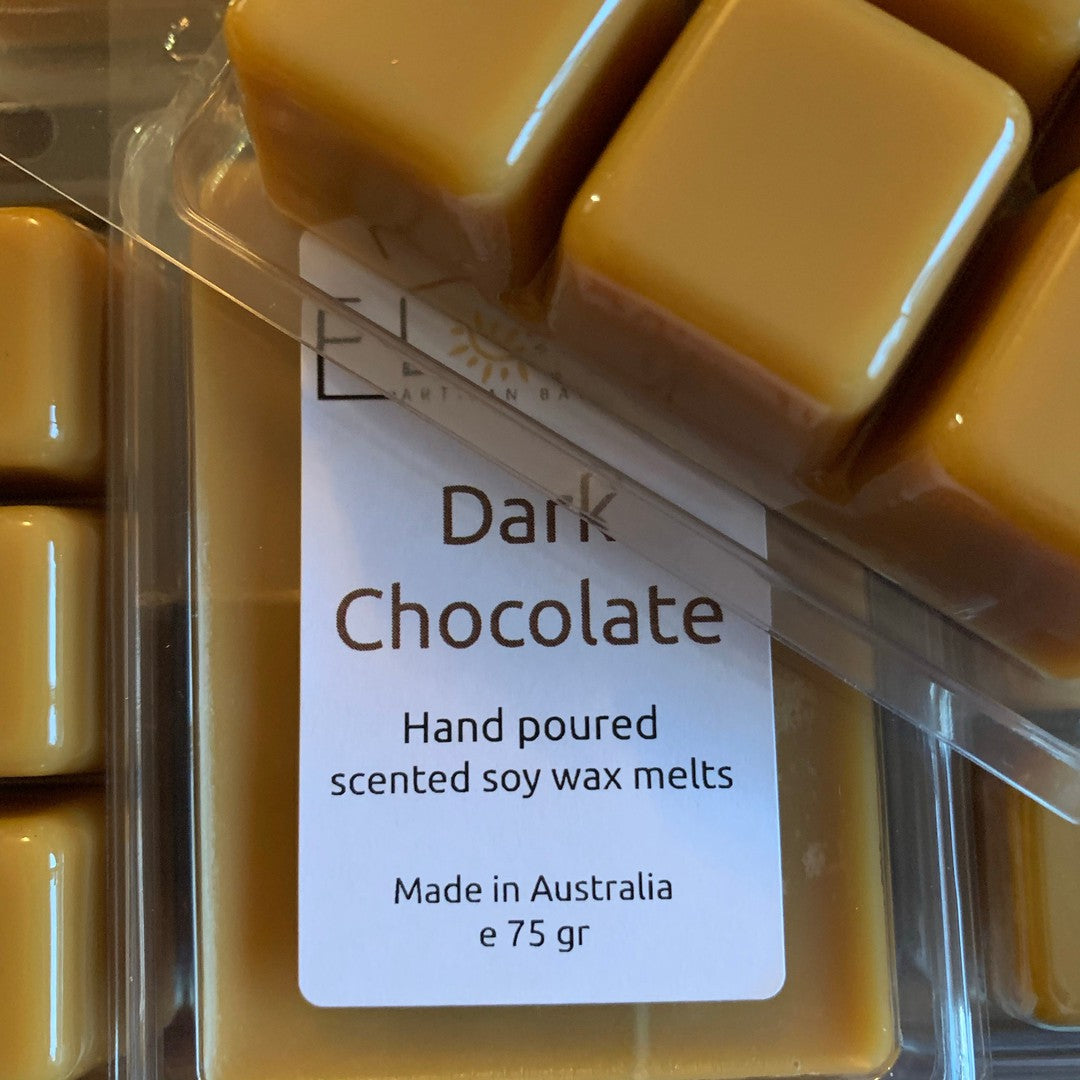 Dark
Chocolate
Hand poured
scented soy wax melts
Made in Australia
e 75 gr